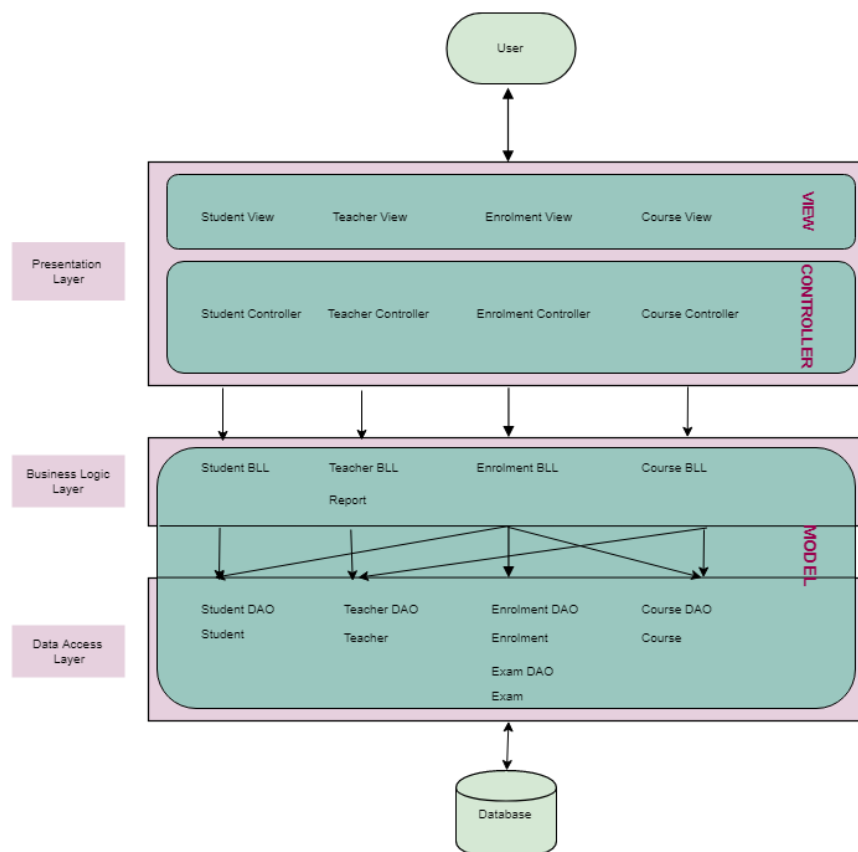 User
VIEW
Student View
Teacher View
Enrolment View
Course View
Presentation
Layer
CONTROLLER
Student Controller
Teacher Controller
Enrolment Controller
Course Controller
Business Logic
Layer
Student BLL
Teacher BLL
Enrolment BLL
Course BLL
Report
MODEL
Data Access
Layer
Student DAO
Teacher DAO
Enrolment DAO
Course DAO
Student
Teacher
Enrolment
Course
Exam DAO
Exam
Database